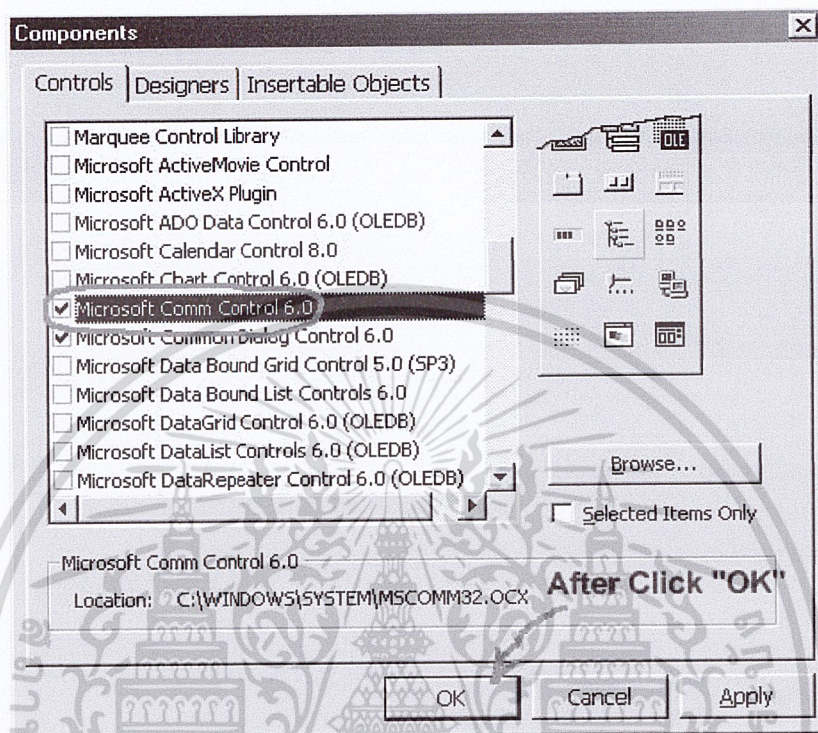 Components
Controls
Designers
Insertable Objects
Marquee Control Library
Microsoft ActiveMovie Control
Microsoft ActiveX Plugin
Microsoft ADO Data Control 6.0 (OLEDB)
Microsoft Calendar Control 8.0
Microsoft Chart Control 6.0 (OLEDB)
Microsoft Comm Control 6.0
Microsoft Common Dialog Control 6.0
Microsoft Data Bound Grid Control 5.0 (SP3)
Microsoft Data Bound List Controls 6.0
Microsoft DataGrid Control 6.0 (OLEDB)
Microsoft DataList Controls 6.0 (OLEDB)
Microsoft DataRepeater Control 6.0 (OLEDB)
OLE
Browse...
Selected Items Only
Microsoft Comm Control 6.0
Location: C:\WINDOWS\SYSTEM\MSCOMM32.OCX
After Click "OK"
OK
Cancel
Apply